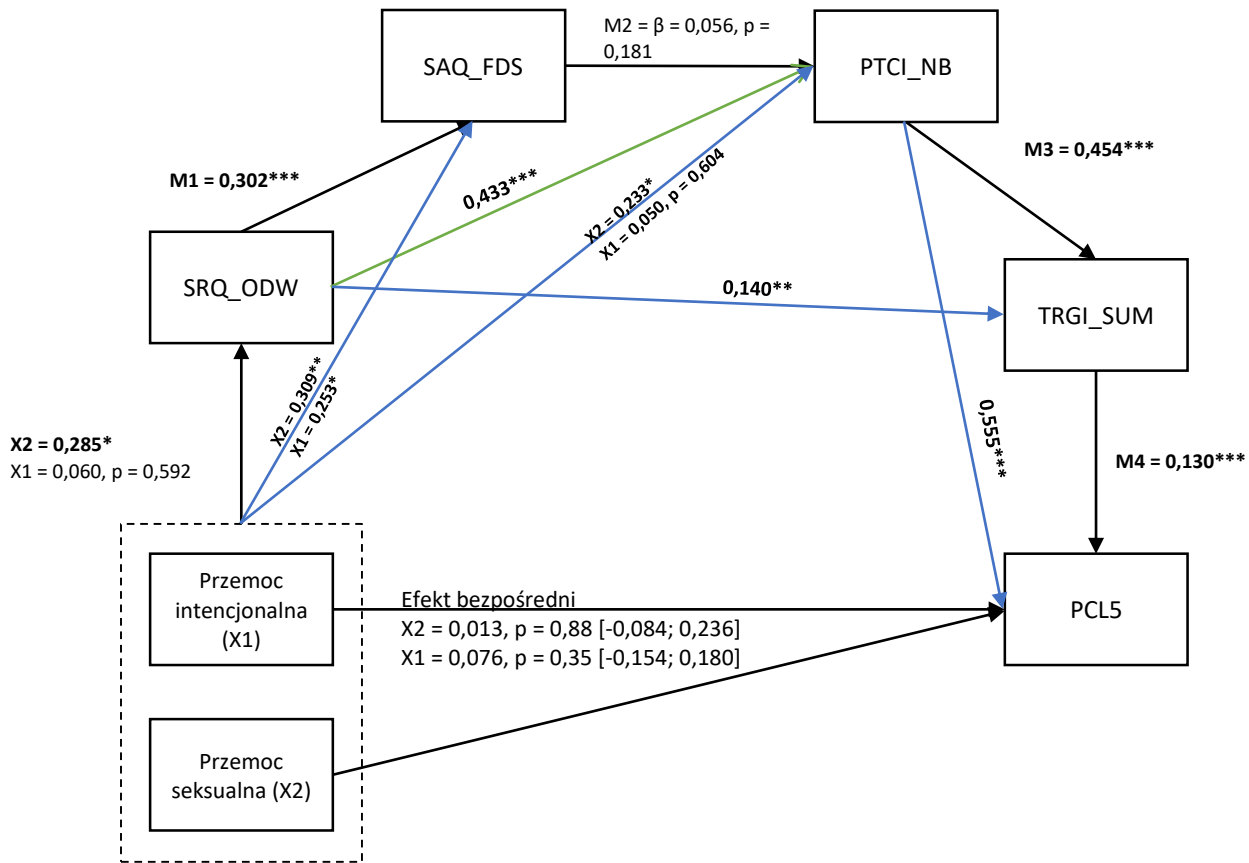 M2 = β = 0,056, p =
0,181
SAQ_FDS
PTCI_NB
M1 = 0,302***
0,433***
X2 = 0,233*
X1 = 0,050, p = 0,604
M3 = 0,454***
SRQ_ODW
0,140**
TRGI_SUM
X2 = 0,309**
X1 = 0,253*
0,555***
X2 = 0,285*
X1 = 0,060, p = 0,592
M4 = 0,130***
Przemoc
intencjonalna
(X1)
Efekt bezpośredni
X2 = 0,013, p = 0,88 [-0,084; 0,236]
X1 = 0,076, p = 0,35 [-0,154; 0,180]
PCL5
Przemoc
seksualna (X2)